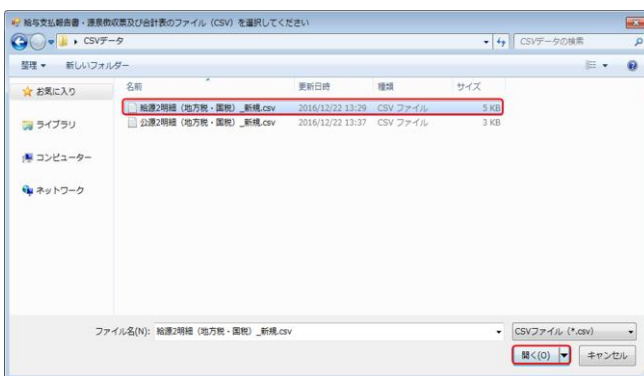 給与支払報告書・源泉徴収票及び合計表のファイル（CSV）を選択してください
CSVデータ
CSVデータの検索
整理 新しいフォルダー
お気に入り
ライブラリ
コンピューター
ネットワーク
名前 更新日時 種類 サイズ
給源2明細（地方税・国税）_新規.csv 2016/12/22 13:29 CSV ファイル 5 KB
公源2明細（地方税・国税）_新規.csv 2016/12/22 13:37 CSV ファイル 3 KB
ファイル名(N): 給源2明細（地方税・国税）_新規.csv
CSVファイル (*.csv)
開く(O) キャンセル